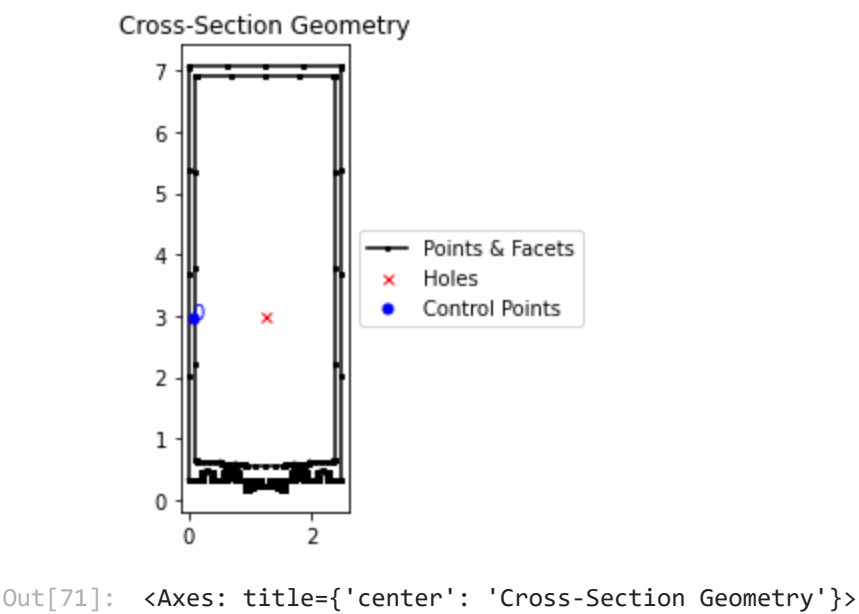 Cross-Section Geometry
7
6
5
4
3
2
1
0
0
2
0
Points & Facets
Holes
Control Points
Out[71]: <Axes: title={'center': 'Cross-Section Geometry'}>